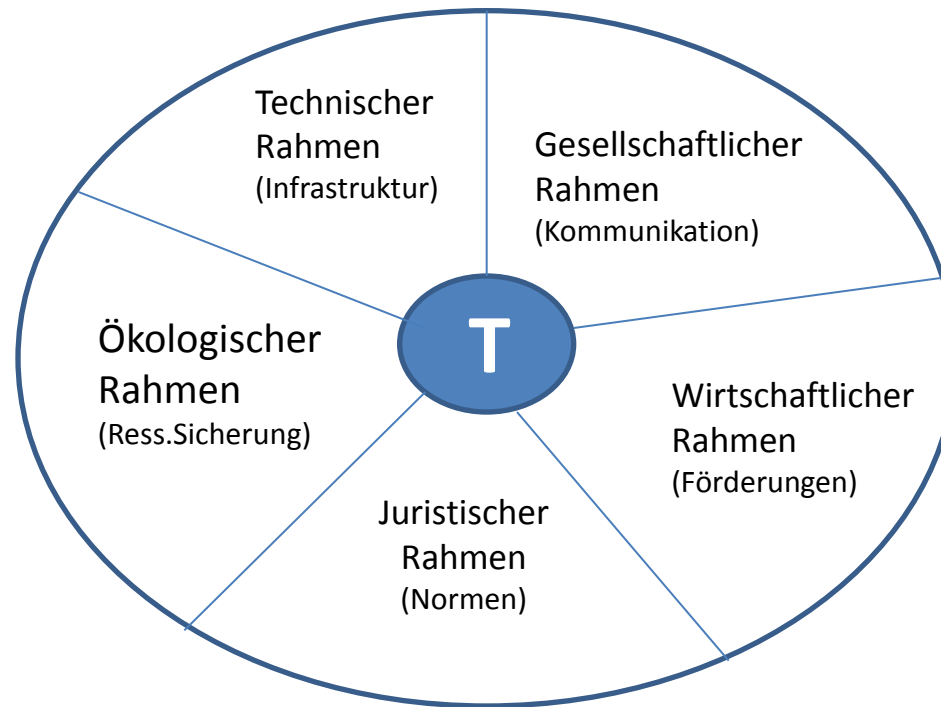 Technischer
Rahmen
(Infrastruktur)
Gesellschaftlicher
Rahmen
(Kommunikation)
T
Ökologischer
Rahmen
(Ress.Sicherung)
Wirtschaftlicher
Rahmen
(Förderungen)
Juristischer
Rahmen
(Normen)